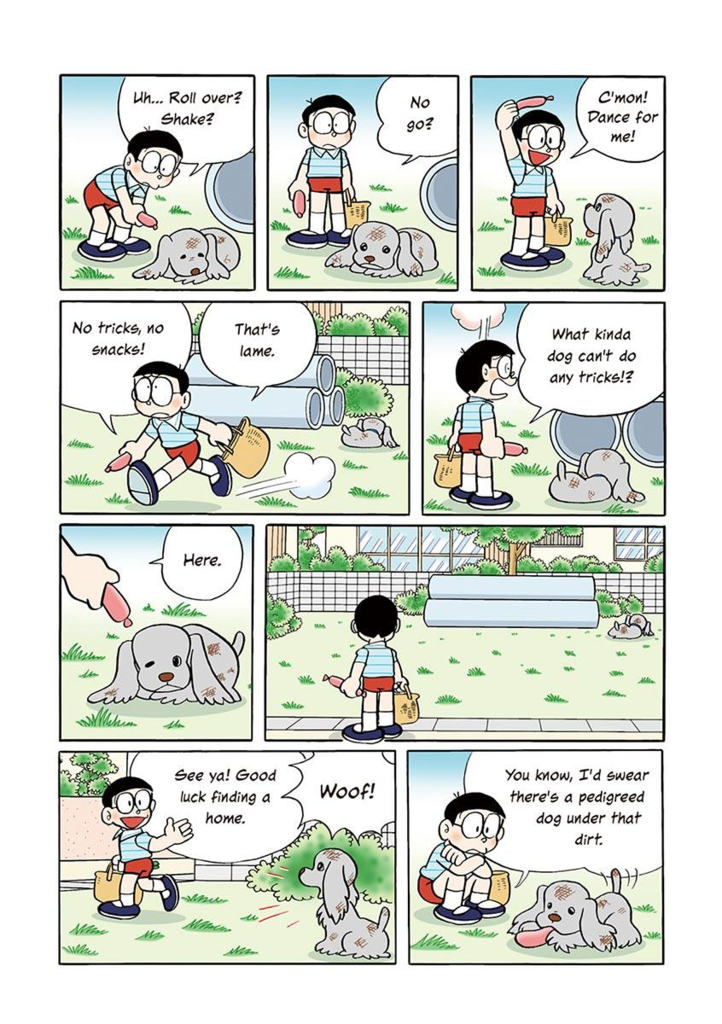 C'mon!
Dance for
me!
No
go?
Uh... Roll over?
Shake?
What kinda
dog can't do
any tricks!?
That's
lame.
No tricks, no
snacks!
Here.
You know, I'd swear
there's a pedigreed
dog under that
dirt.
Woof!
See ya! Good
luck finding a
home.